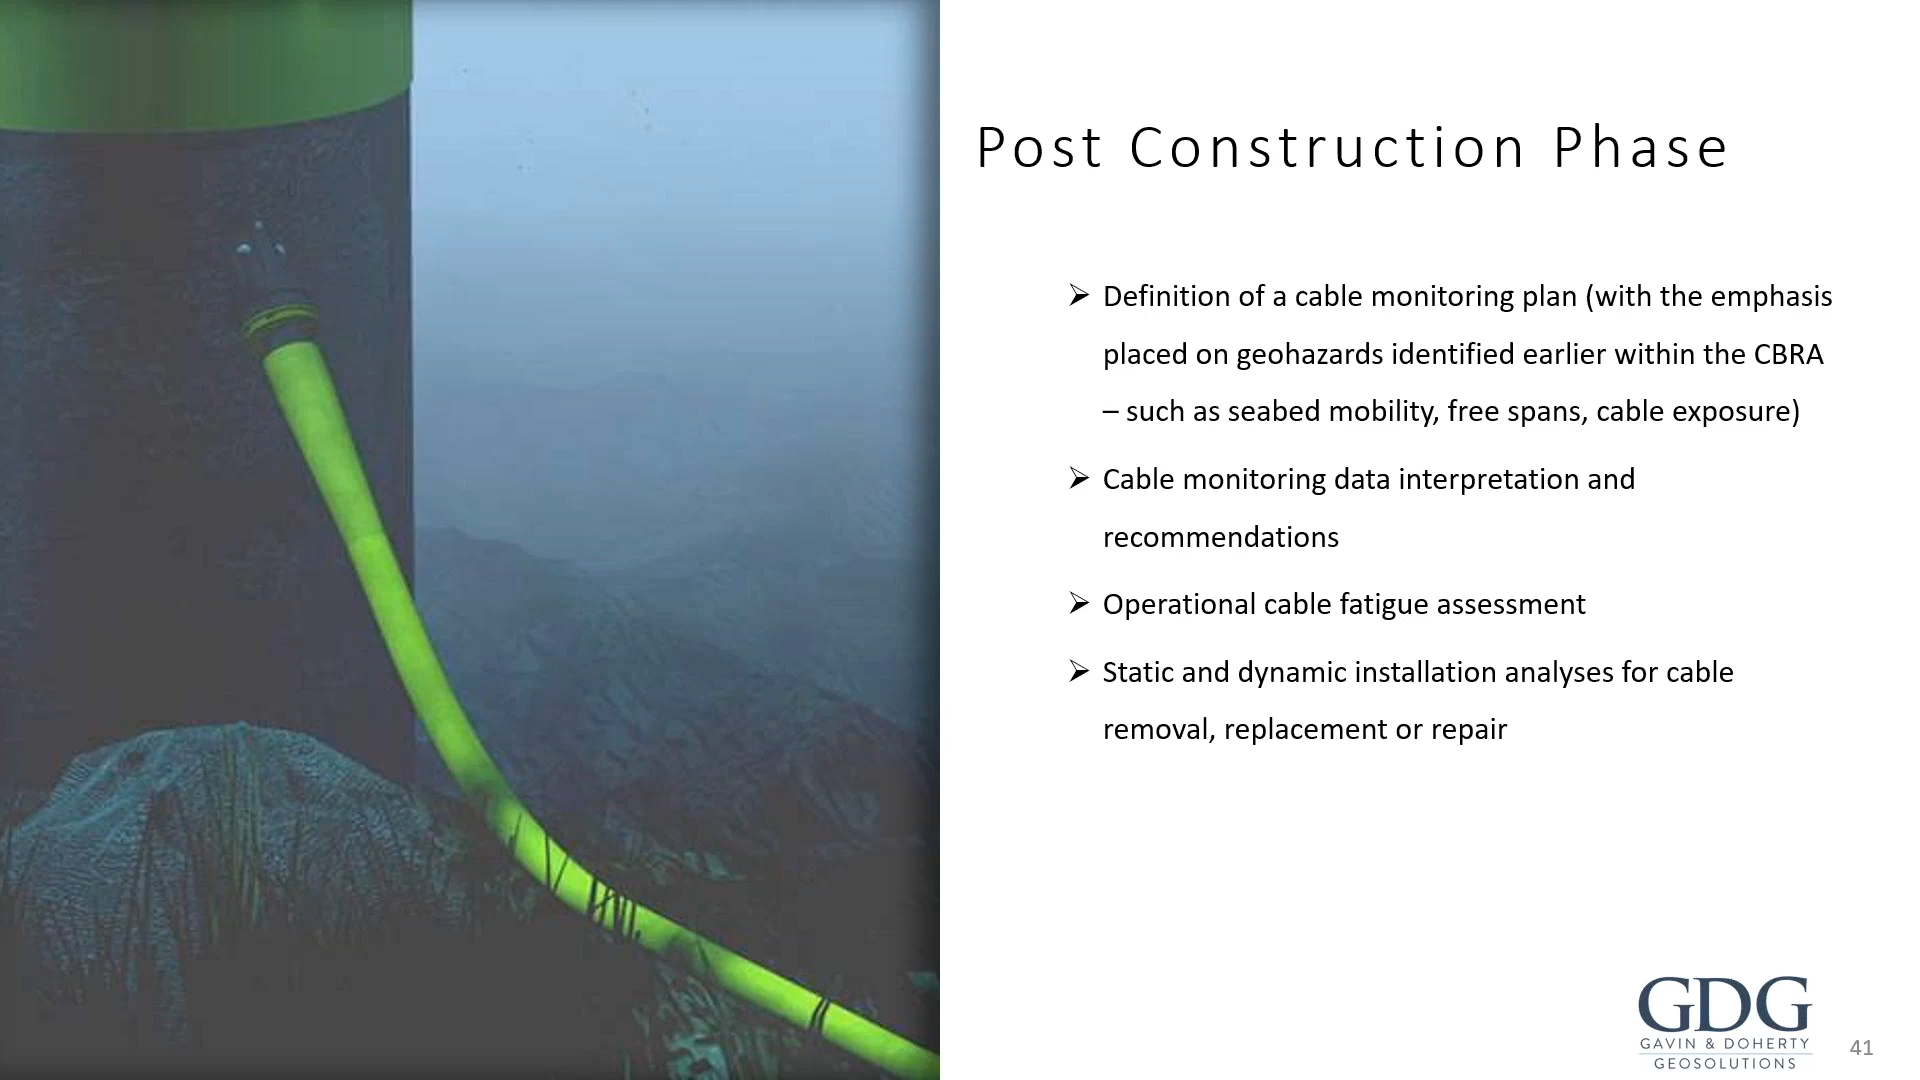 Post Construction Phase
➢ Definition of a cable monitoring plan (with the emphasis
placed on geohazards identified earlier within the CBRA
– such as seabed mobility, free spans, cable exposure)
➢ Cable monitoring data interpretation and
recommendations
➢ Operational cable fatigue assessment
➢ Static and dynamic installation analyses for cable
removal, replacement or repair
GDG
GAVIN & DOHERTY
GEOSOLUTIONS
41